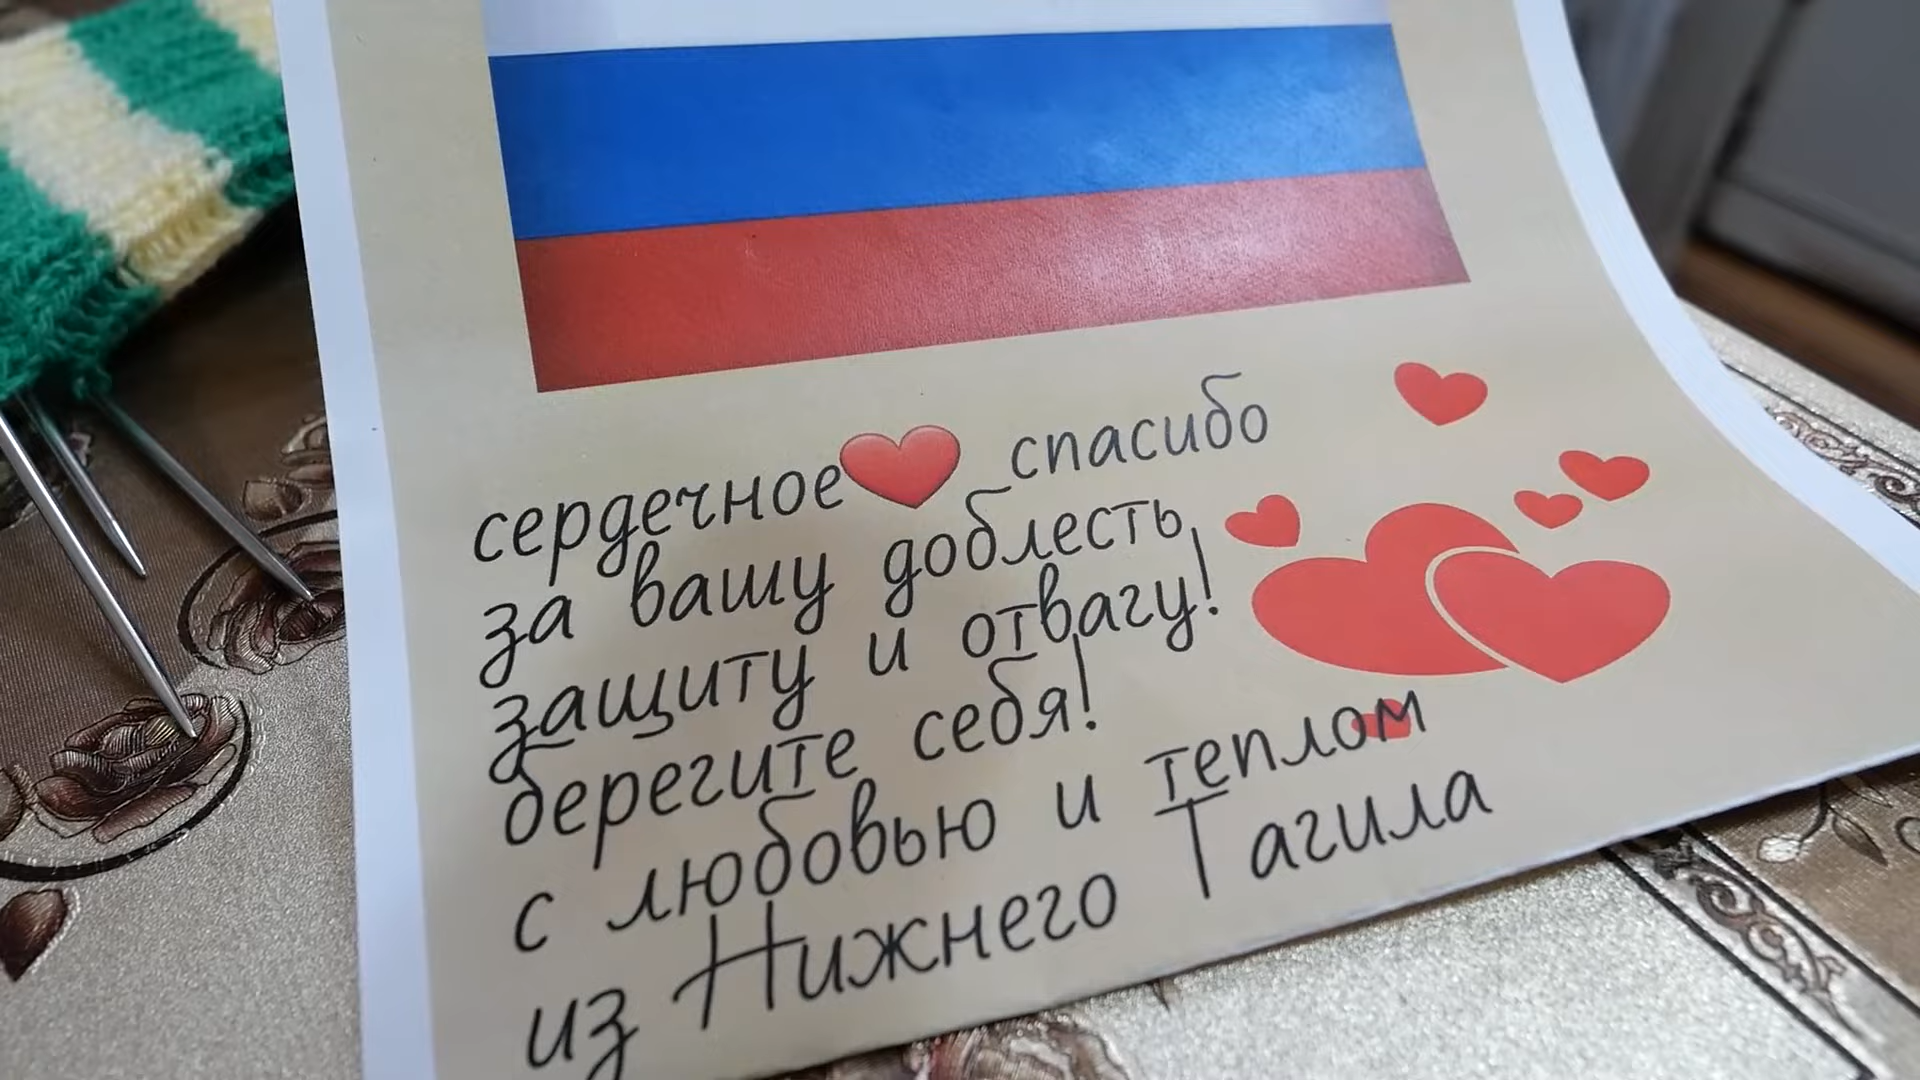 сердечное спасибо
за вашу доблесть,
защиту и отвагу!
берегите себя!
с любовью и теплом
из Нижнего Тагила